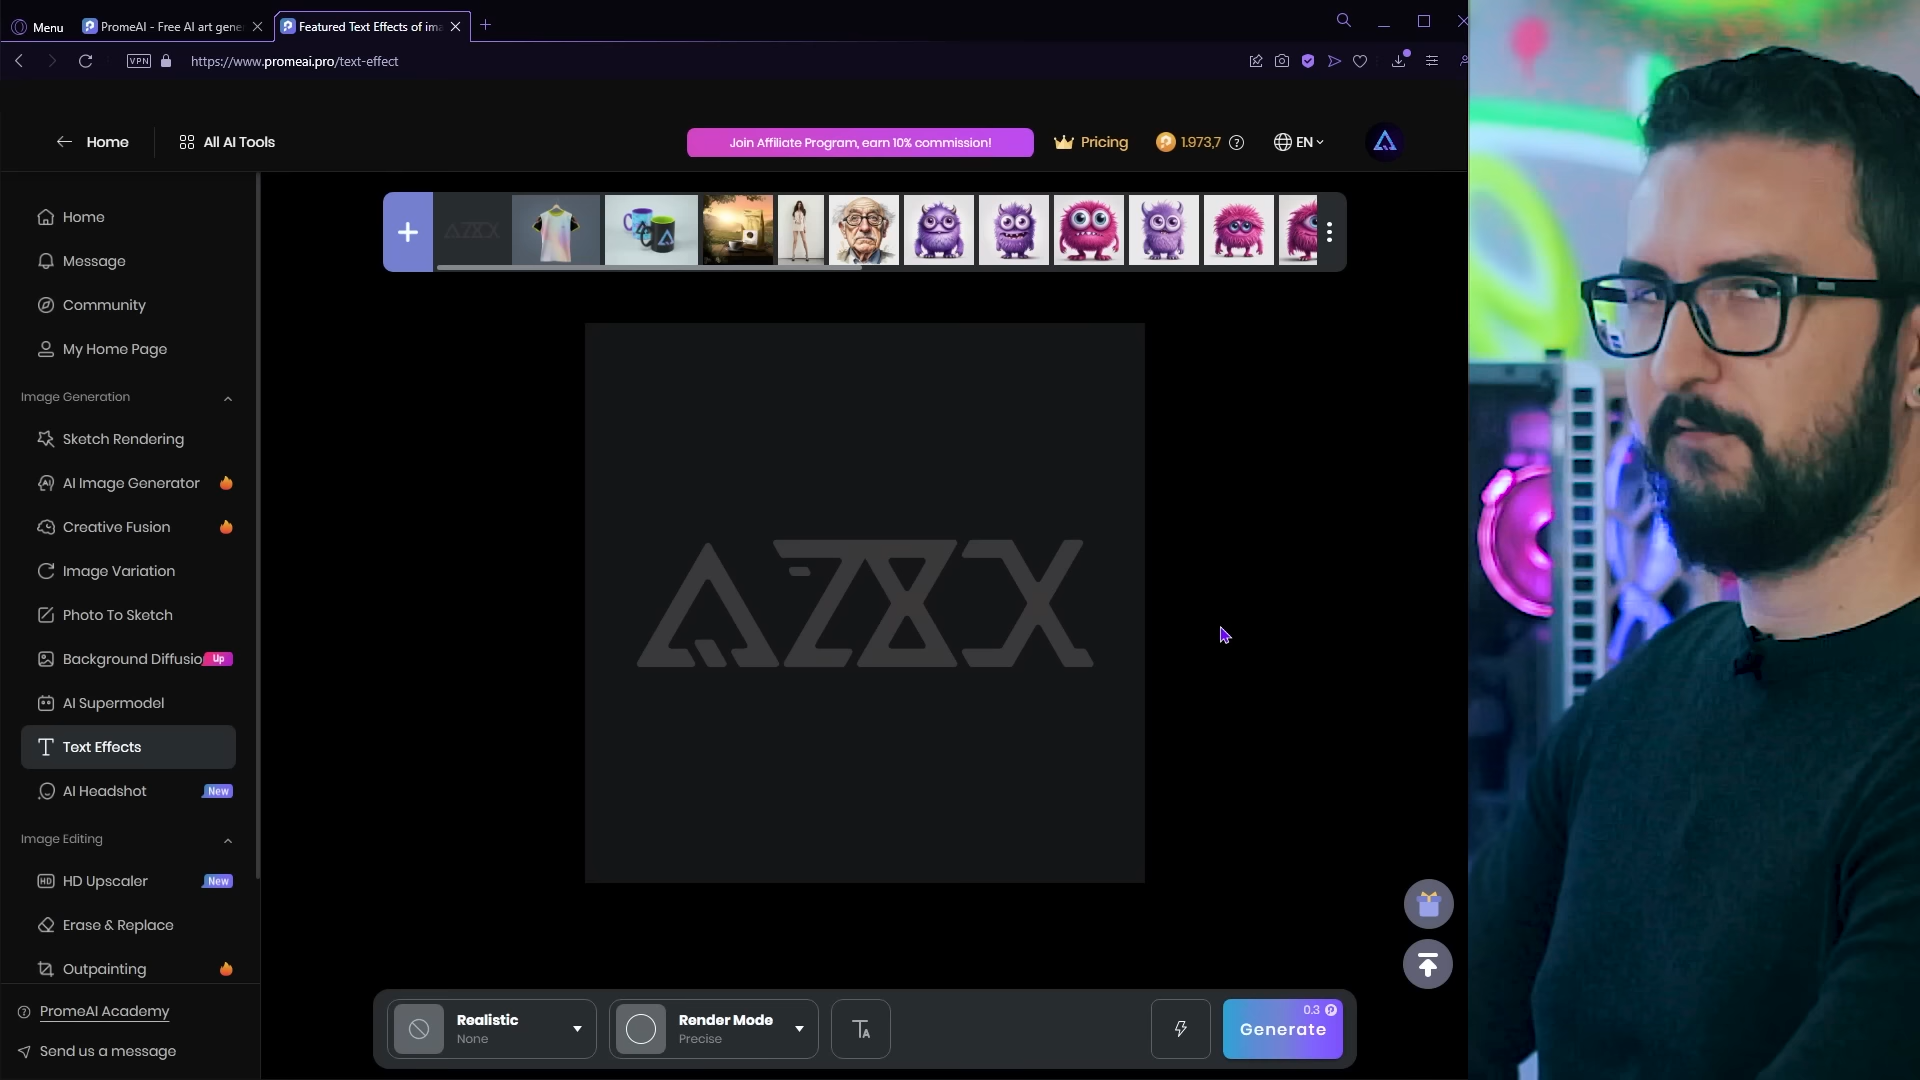 Menu
PromeAI - Free AI art gene
Featured Text Effects of ima
VPN
https://www.promeai.pro/text-effect
Home
All AI Tools
Join Affiliate Program, earn 10% commission!
Pricing
1.973,7
EN
Home
Message
Community
My Home Page
Image Generation
Sketch Rendering
AI Image Generator
Creative Fusion
Image Variation
Photo To Sketch
Background Diffusio
Up
AI Supermodel
Text Effects
AI Headshot
New
Image Editing
HD Upscaler
New
Erase & Replace
Outpainting
PromeAI Academy
Send us a message
Realistic
None
Render Mode
Precise
0.3
Generate